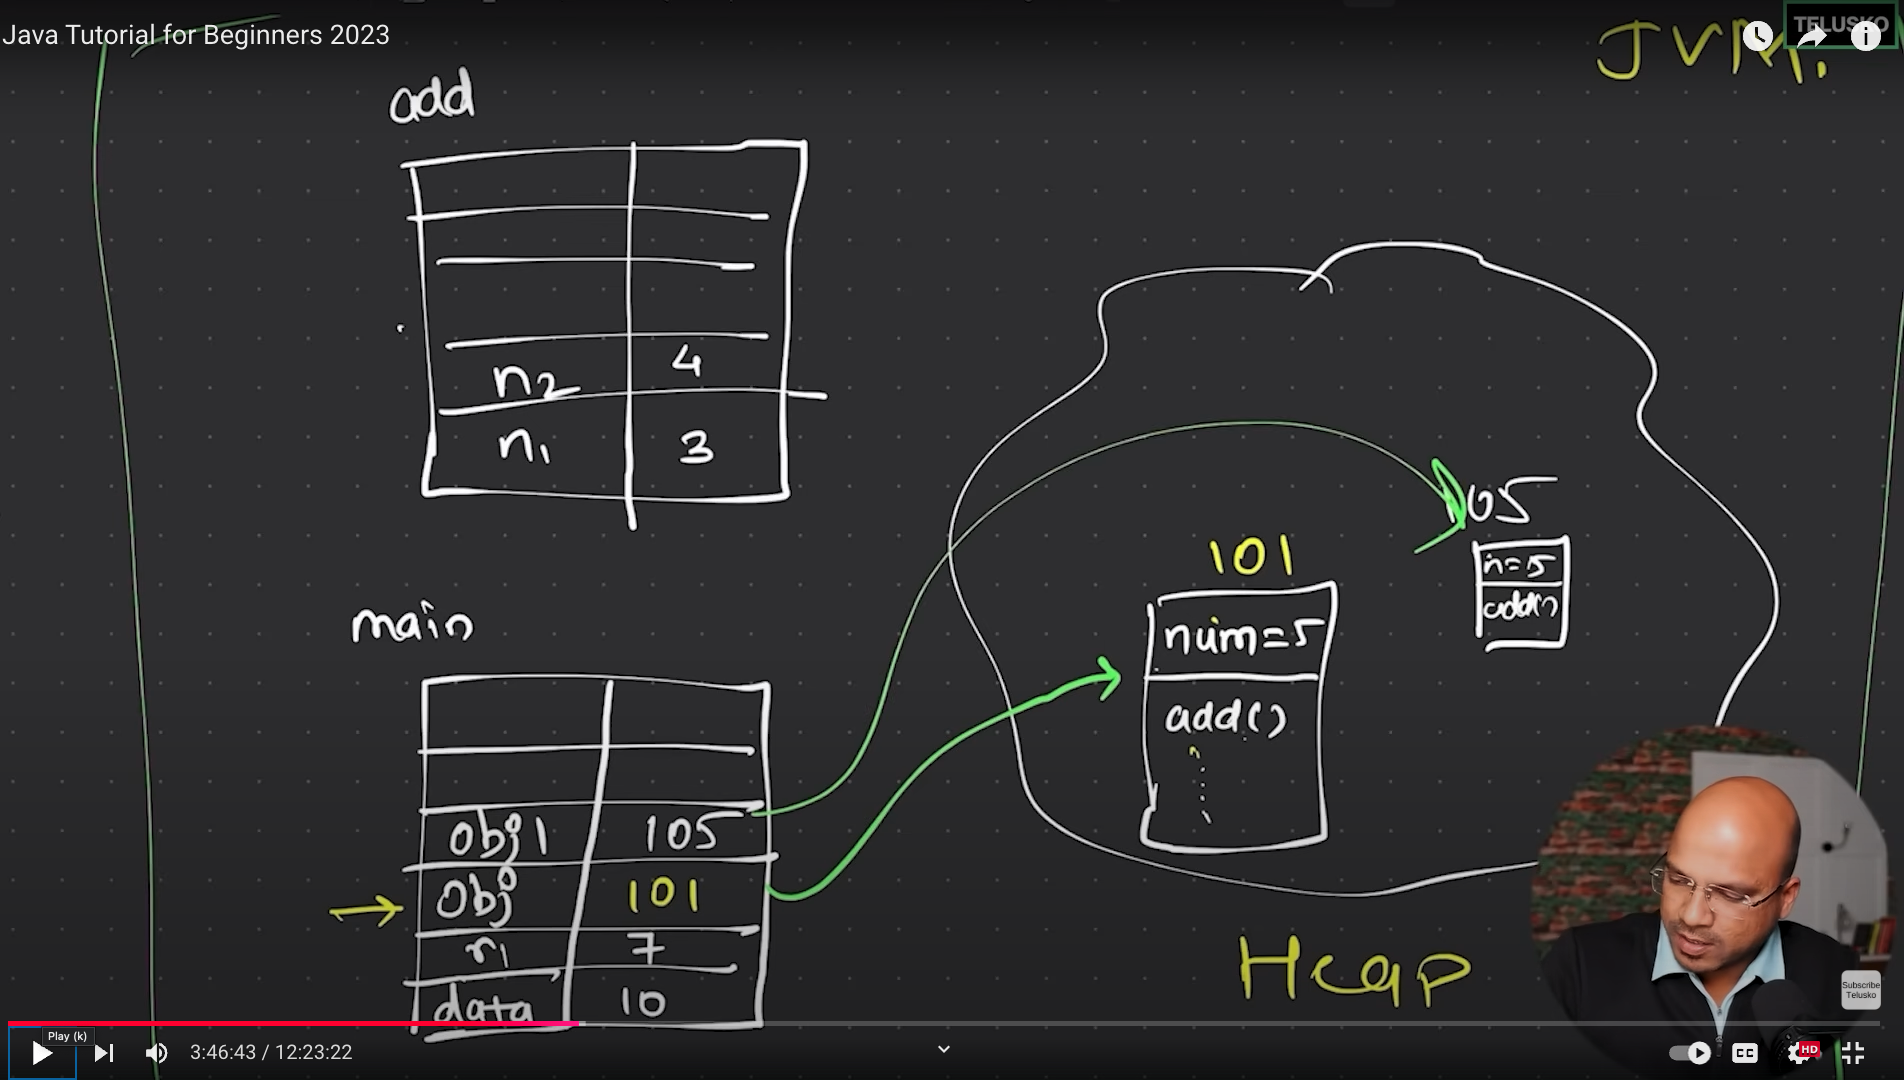 Java Tutorial for Beginners 2023
TELUSKO
JVM.
add
n2 4
n1 3
main
obj1 105
obj 101
r1 7
data 10
101
num=5
add()
105
n=5
add()
Heap
Subscribe
Telusko
Play (k)
3:46:43 / 12:23:22
CC
HD